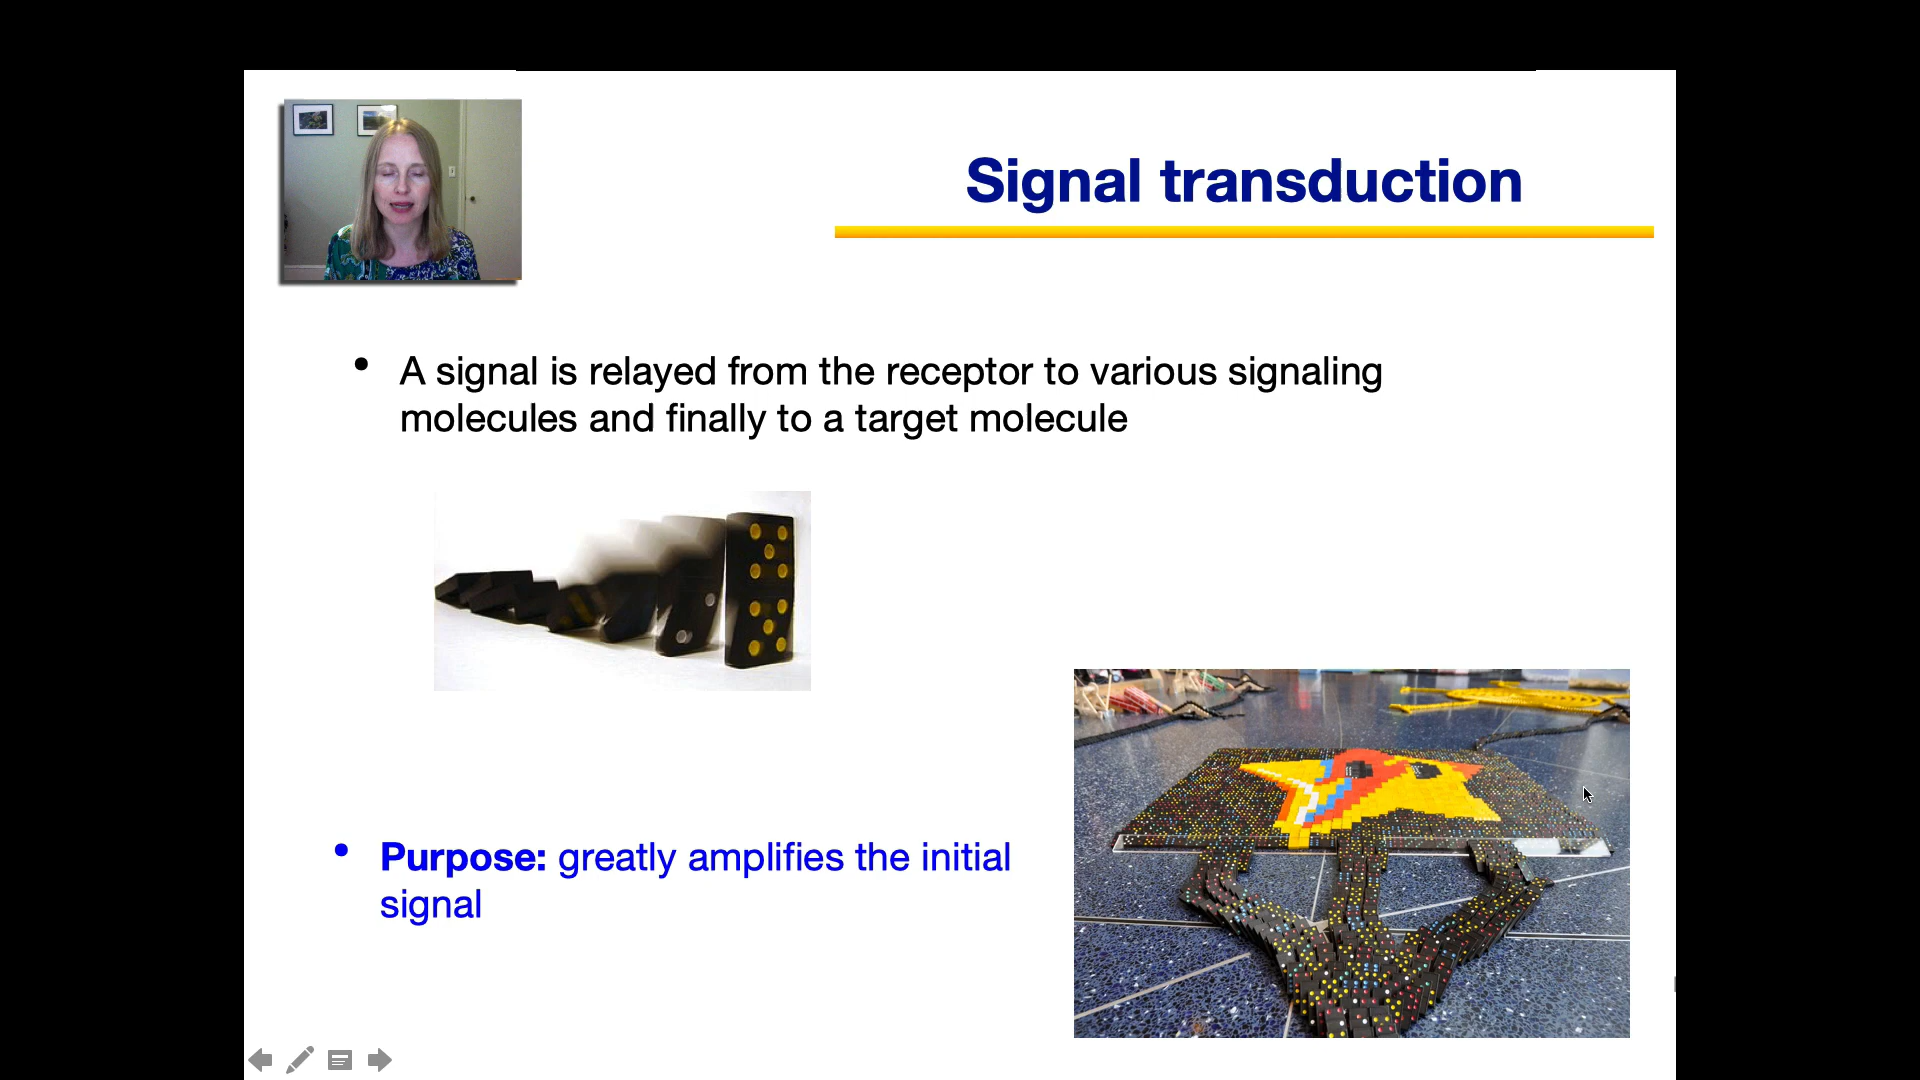 Signal transduction
• A signal is relayed from the receptor to various signaling
molecules and finally to a target molecule
• Purpose: greatly amplifies the initial
signal